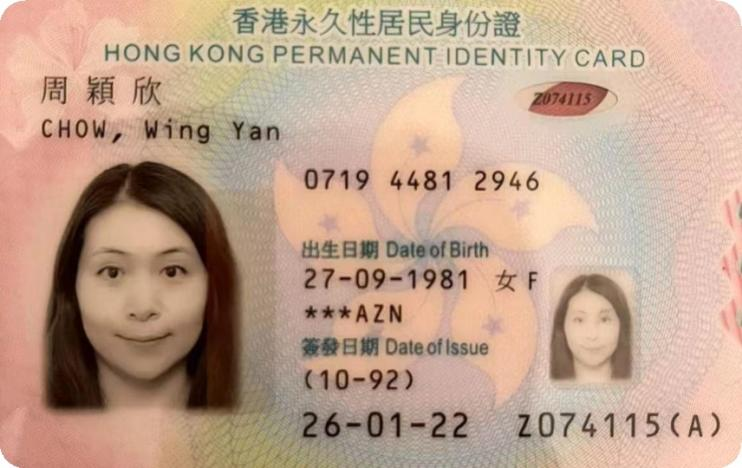 香港永久性居民身份證
HONG KONG PERMANENT IDENTITY CARD
周穎欣
CHOW, Wing Yan
Z074115
0719 4481 2946
出生日期 Date of Birth
27-09-1981 女 F
***AZN
簽發日期 Date of Issue
(10-92)
26-01-22 Z074115(A)